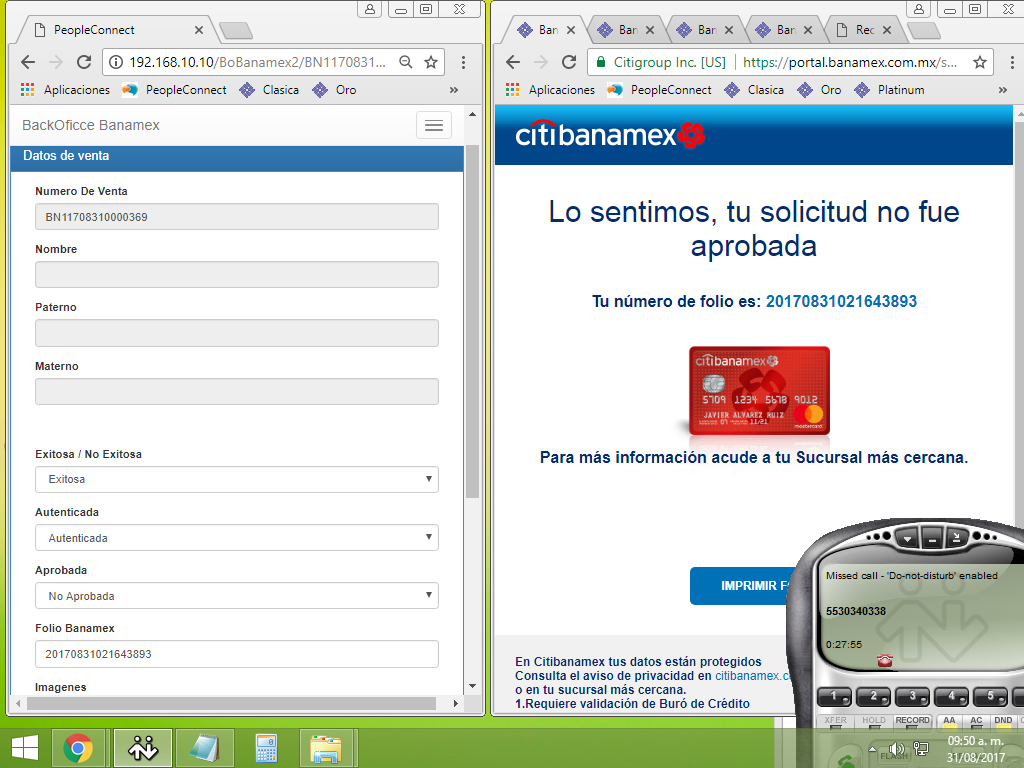 PeopleConnect
192.168.10.10/BoBanamex2/BN1170831...
Aplicaciones PeopleConnect Clasica Oro »
BackOficce Banamex
Datos de venta
Numero De Venta
BN11708310000369
Nombre
Paterno
Materno
Exitosa / No Exitosa
Exitosa
Autenticada
Autenticada
Aprobada
No Aprobada
Folio Banamex
20170831021643893
Imagenes
Ban Ban Ban Ban Rec
Citigroup Inc. [US] https://portal.banamex.com.mx/s...
Aplicaciones PeopleConnect Clasica Oro Platinum »
citibanamex
Lo sentimos, tu solicitud no fue
aprobada
Tu número de folio es: 20170831021643893
citibanamex
5709 1234 5678 9012
JAVIER ALVAREZ RUIZ
07 11/21
mastercard
Para más información acude a tu Sucursal más cercana.
IMPRIMIR F
En Citibanamex tus datos están protegidos
Consulta el aviso de privacidad en citibanamex.c
o en tu sucursal más cercana.
1.Requiere validación de Buró de Crédito
Missed call - 'Do-not-disturb' enabled
5530340338
0:27:55
1 2 3 4 5
XFER HOLD RECORD AA AC DND
FLASH
09:50 a. m.
31/08/2017